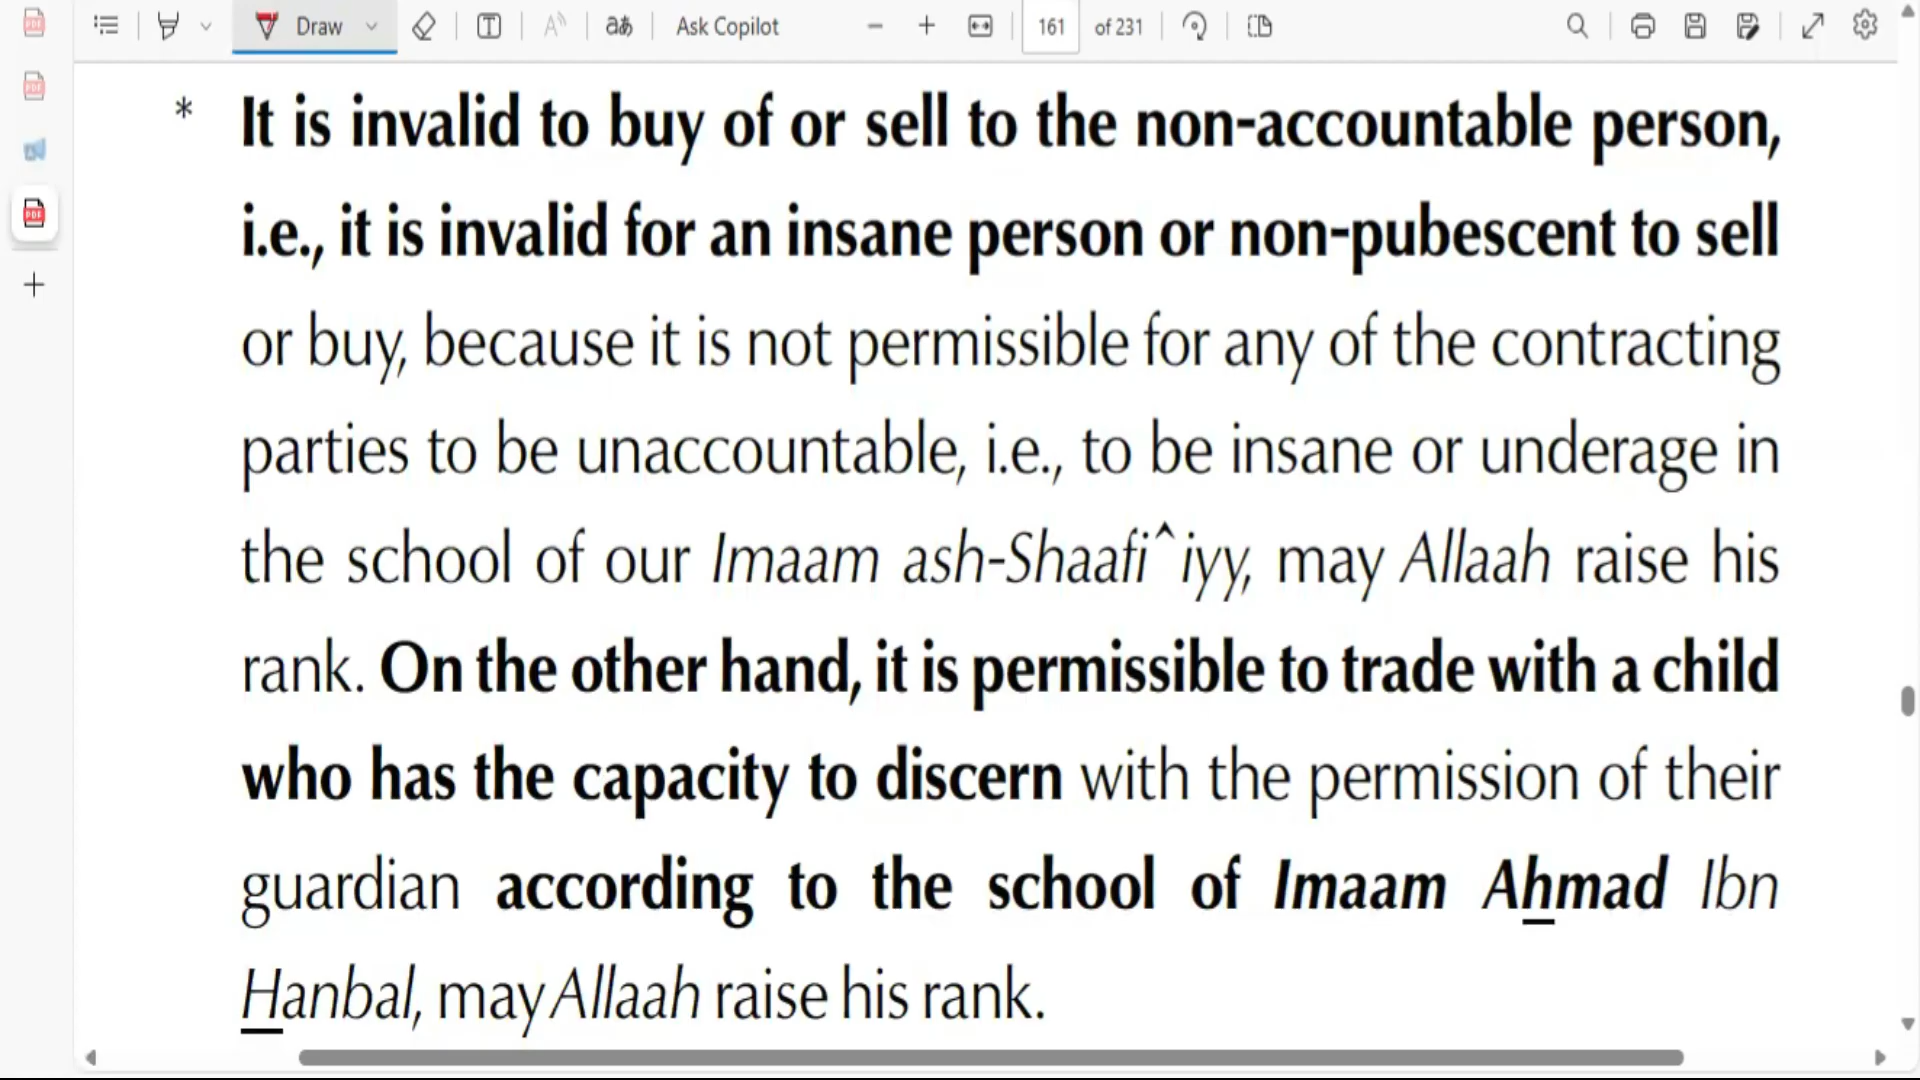 Draw
Ask Copilot
161 of 231
* It is invalid to buy of or sell to the non-accountable person,
i.e., it is invalid for an insane person or non-pubescent to sell
or buy, because it is not permissible for any of the contracting
parties to be unaccountable, i.e., to be insane or underage in
the school of our Imaam ash-Shaafi^iyy, may Allaah raise his
rank. On the other hand, it is permissible to trade with a child
who has the capacity to discern with the permission of their
guardian according to the school of Imaam Ahmad Ibn
Hanbal, may Allaah raise his rank.